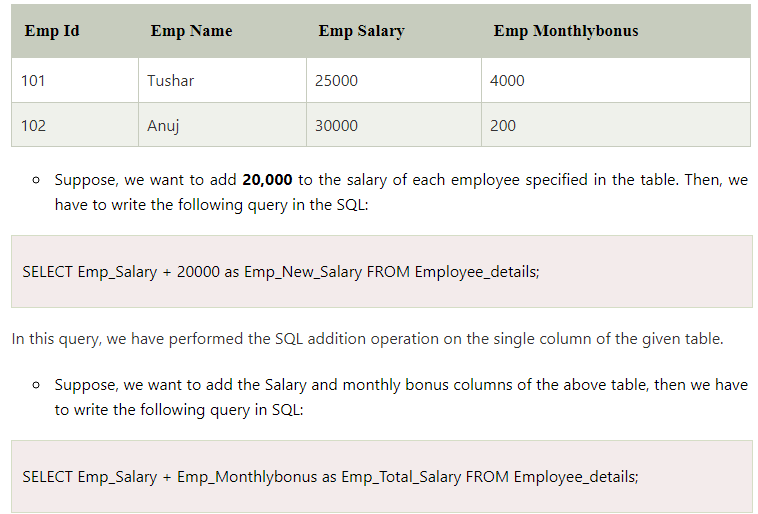 Emp Id Emp Name Emp Salary Emp Monthlybonus
101 Tushar 25000 4000
102 Anuj 30000 200
○ Suppose, we want to add 20,000 to the salary of each employee specified in the table. Then, we
have to write the following query in the SQL:
SELECT Emp_Salary + 20000 as Emp_New_Salary FROM Employee_details;
In this query, we have performed the SQL addition operation on the single column of the given table.
○ Suppose, we want to add the Salary and monthly bonus columns of the above table, then we have
to write the following query in SQL:
SELECT Emp_Salary + Emp_Monthlybonus as Emp_Total_Salary FROM Employee_details;